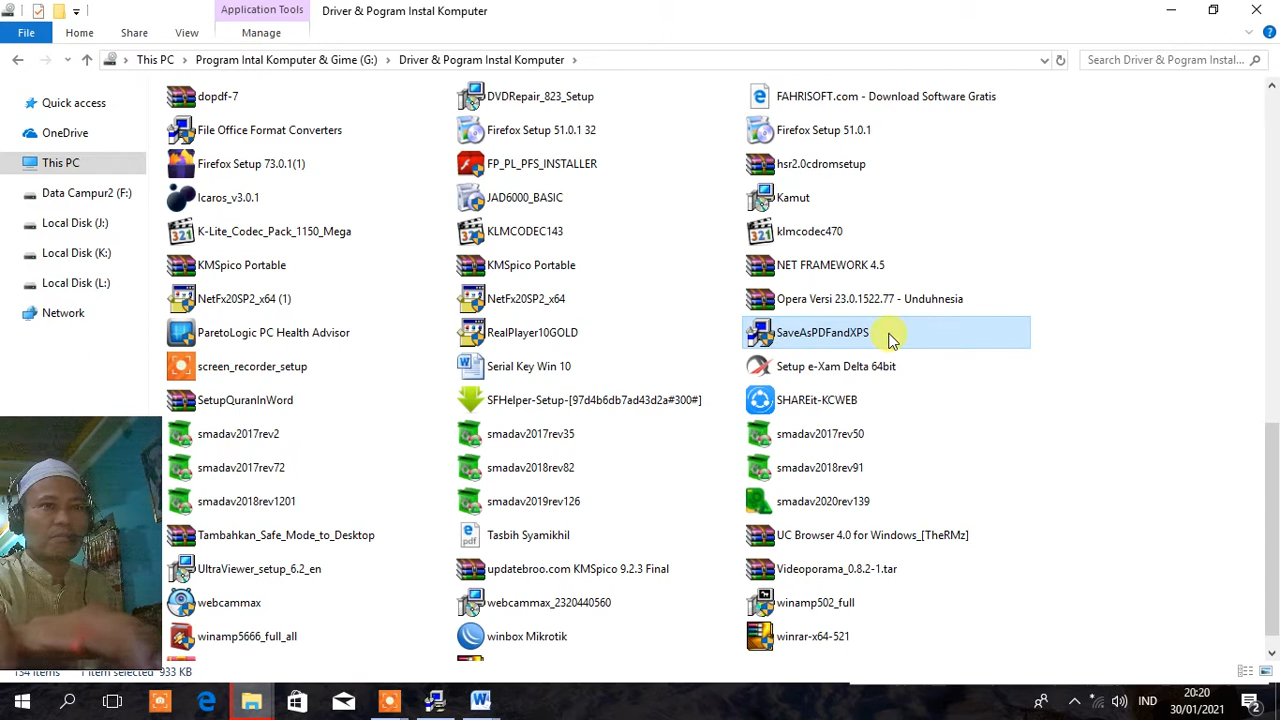 Application Tools
Driver & Pogram Instal Komputer
File
Home
Share
View
Manage
This PC
Program Intal Komputer & Gime (G:)
Driver & Pogram Instal Komputer
Search Driver & Pogram Instal...
Quick access
OneDrive
This PC
Data Campur2 (F:)
Local Disk (J:)
Local Disk (K:)
Local Disk (L:)
Network
dopdf-7
DVDRepair_823_Setup
FAHRISOFT.com - Download Software Gratis
File Office Format Converters
Firefox Setup 51.0.1 32
Firefox Setup 51.0.1
Firefox Setup 73.0.1(1)
FP_PL_PFS_INSTALLER
hsr2.0cdromsetup
Icaros_v3.0.1
JAD6000_BASIC
Kamut
K-Lite_Codec_Pack_1150_Mega
KLMCODEC143
klmcodec470
KMSpico Portable
KMSpico Portable
NET FRAMEWORK 4.5
NetFx20SP2_x64 (1)
NetFx20SP2_x64
Opera Versi 23.0.1522.77 - Unduhnesia
ParetoLogic PC Health Advisor
RealPlayer10GOLD
SaveAsPDFandXPS
screen_recorder_setup
Serial Key Win 10
Setup e-Xam Delta 64bit
SetupQuranInWord
SFHelper-Setup-[97d4b6db7ad43d2a#300#]
SHAREit-KCWEB
smadav2017rev2
smadav2017rev35
smadav2017rev50
smadav2017rev72
smadav2018rev82
smadav2018rev91
smadav2018rev1201
smadav2019rev126
smadav2020rev139
Tambahkan_Safe_Mode_to_Desktop
Tasbih Syamikhil
UC Browser 4.0 for Windows_[TheRMz]
UltraViewer_setup_6.2_en
updatebroo.com KMSpico 9.2.3 Final
Videoporama_0.8.2-1.tar
webcammax
webcammax_2320440560
winamp502_full
winamp5666_full_all
winbox Mikrotik
winrar-x64-521
134 items
1 item selected
933 KB
IND
20:20
30/01/2021
2